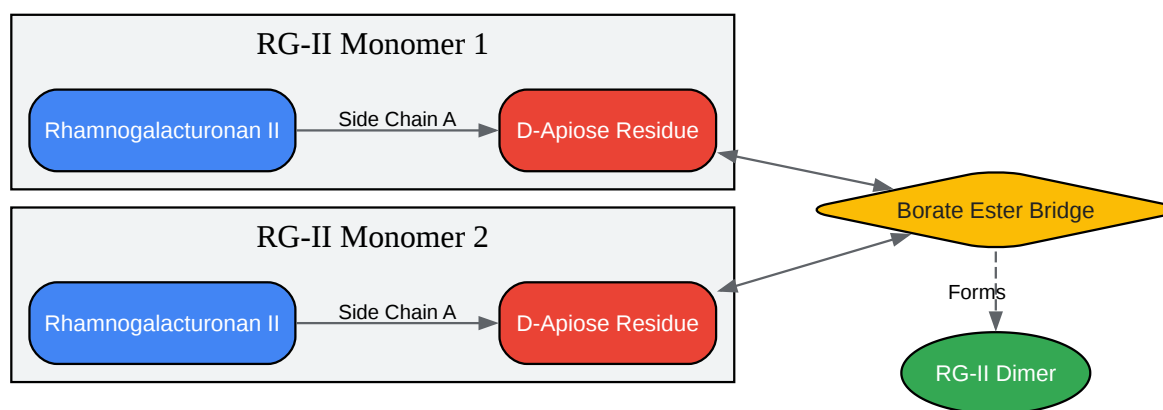 RG-II Monomer 1
Rhamnogalacturonan II
Side Chain A
D-Apiose Residue
RG-II Monomer 2
Rhamnogalacturonan II
Side Chain A
D-Apiose Residue
Borate Ester Bridge
Forms
RG-II Dimer